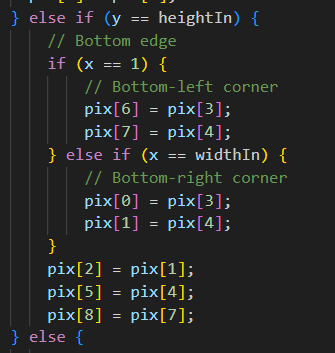 } else if (y == heightIn) {
// Bottom edge
if (x == 1) {
// Bottom-left corner
pix[6] = pix[3];
pix[7] = pix[4];
} else if (x == widthIn) {
// Bottom-right corner
pix[0] = pix[3];
pix[1] = pix[4];
}
pix[2] = pix[1];
pix[5] = pix[4];
pix[8] = pix[7];
} else {